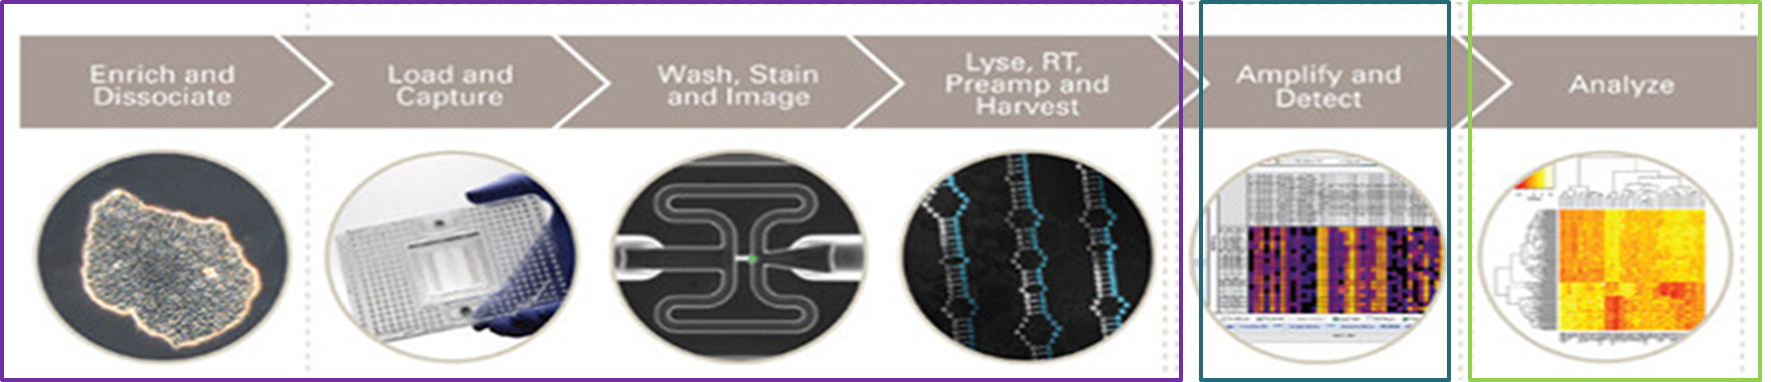 Enrich and
Dissociate
Load and
Capture
Wash, Stain
and Image
Lyse, RT,
Preamp and
Harvest
Amplify and
Detect
Analyze